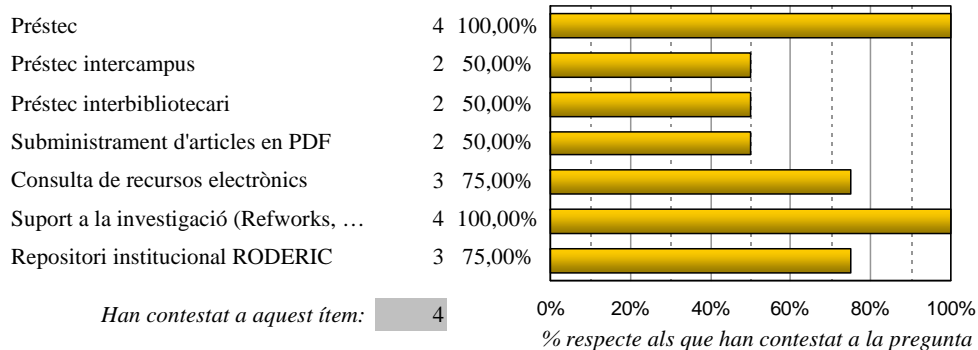 Préstec 4 100,00%
Préstec intercampus 2 50,00%
Préstec interbibliotecari 2 50,00%
Subministrament d'articles en PDF 2 50,00%
Consulta de recursos electrònics 3 75,00%
Suport a la investigació (Refworks, … 4 100,00%
Repositori institucional RODERIC 3 75,00%
Han contestat a aquest ítem: 4
0% 20% 40% 60% 80% 100%
% respecte als que han contestat a la pregunta